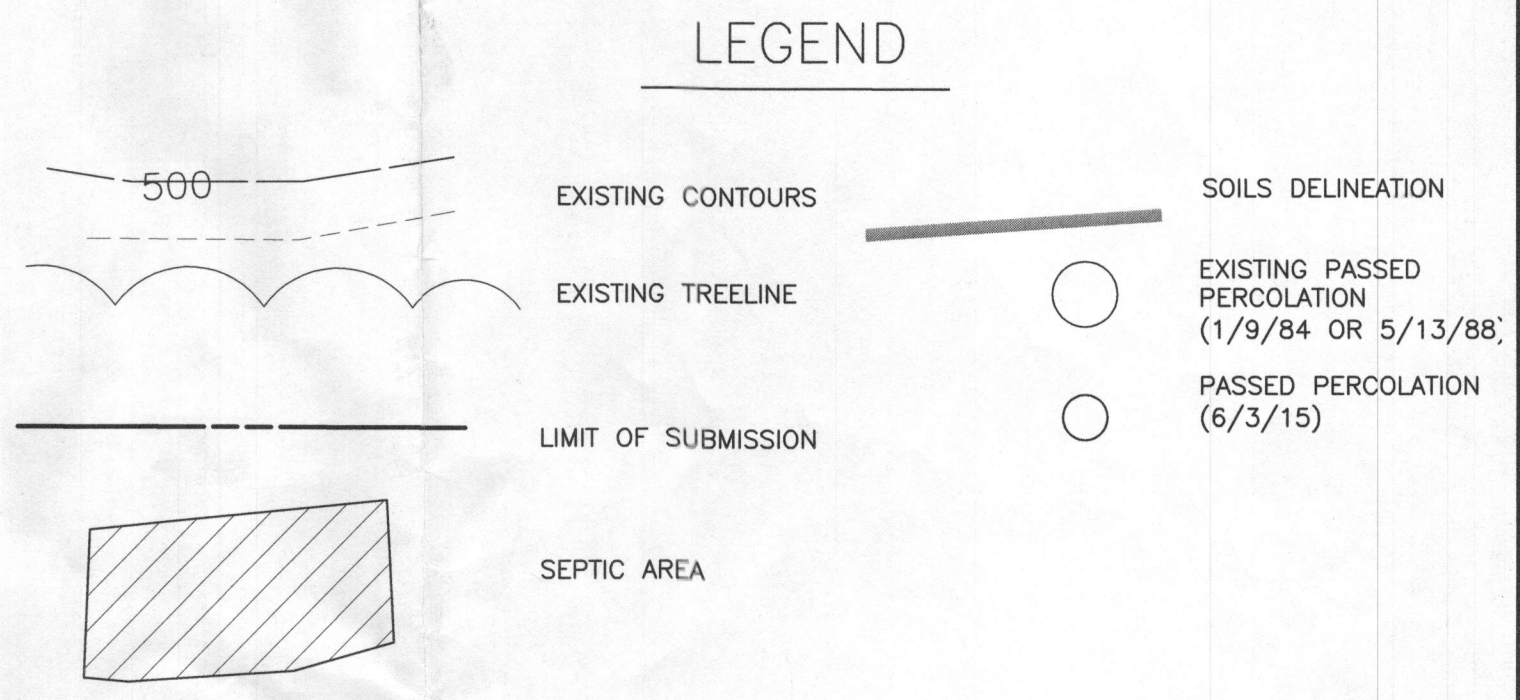 LEGEND
500
EXISTING CONTOURS
EXISTING TREELINE
LIMIT OF SUBMISSION
SEPTIC AREA
SOILS DELINEATION
EXISTING PASSED
PERCOLATION
(1/9/84 OR 5/13/88)
PASSED PERCOLATION
(6/3/15)